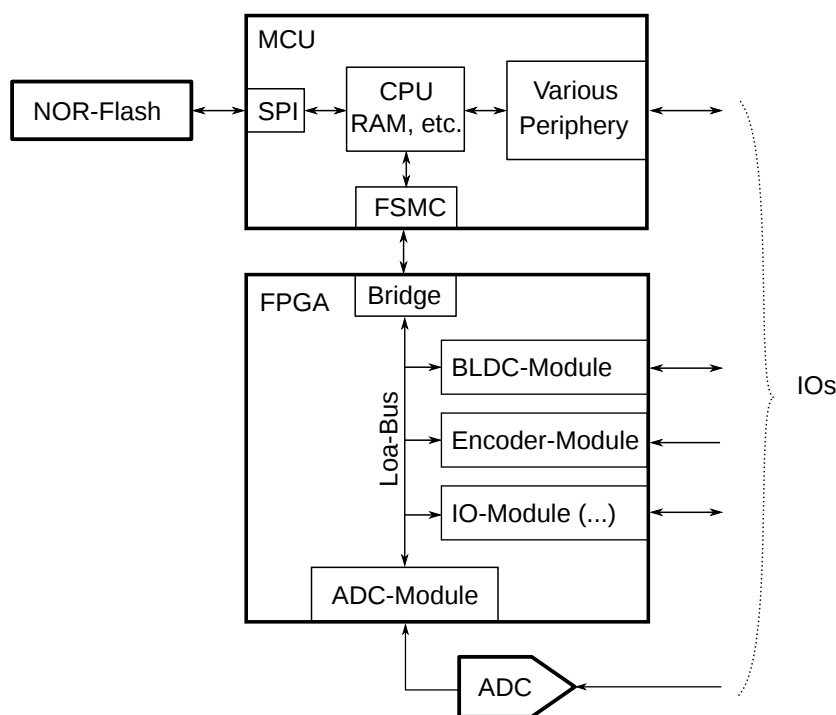 MCU
NOR-Flash
SPI
CPU
RAM, etc.
Various
Periphery
FSMC
FPGA
Bridge
BLDC-Module
IOs
Loa-Bus
Encoder-Module
IO-Module (...)
ADC-Module
ADC